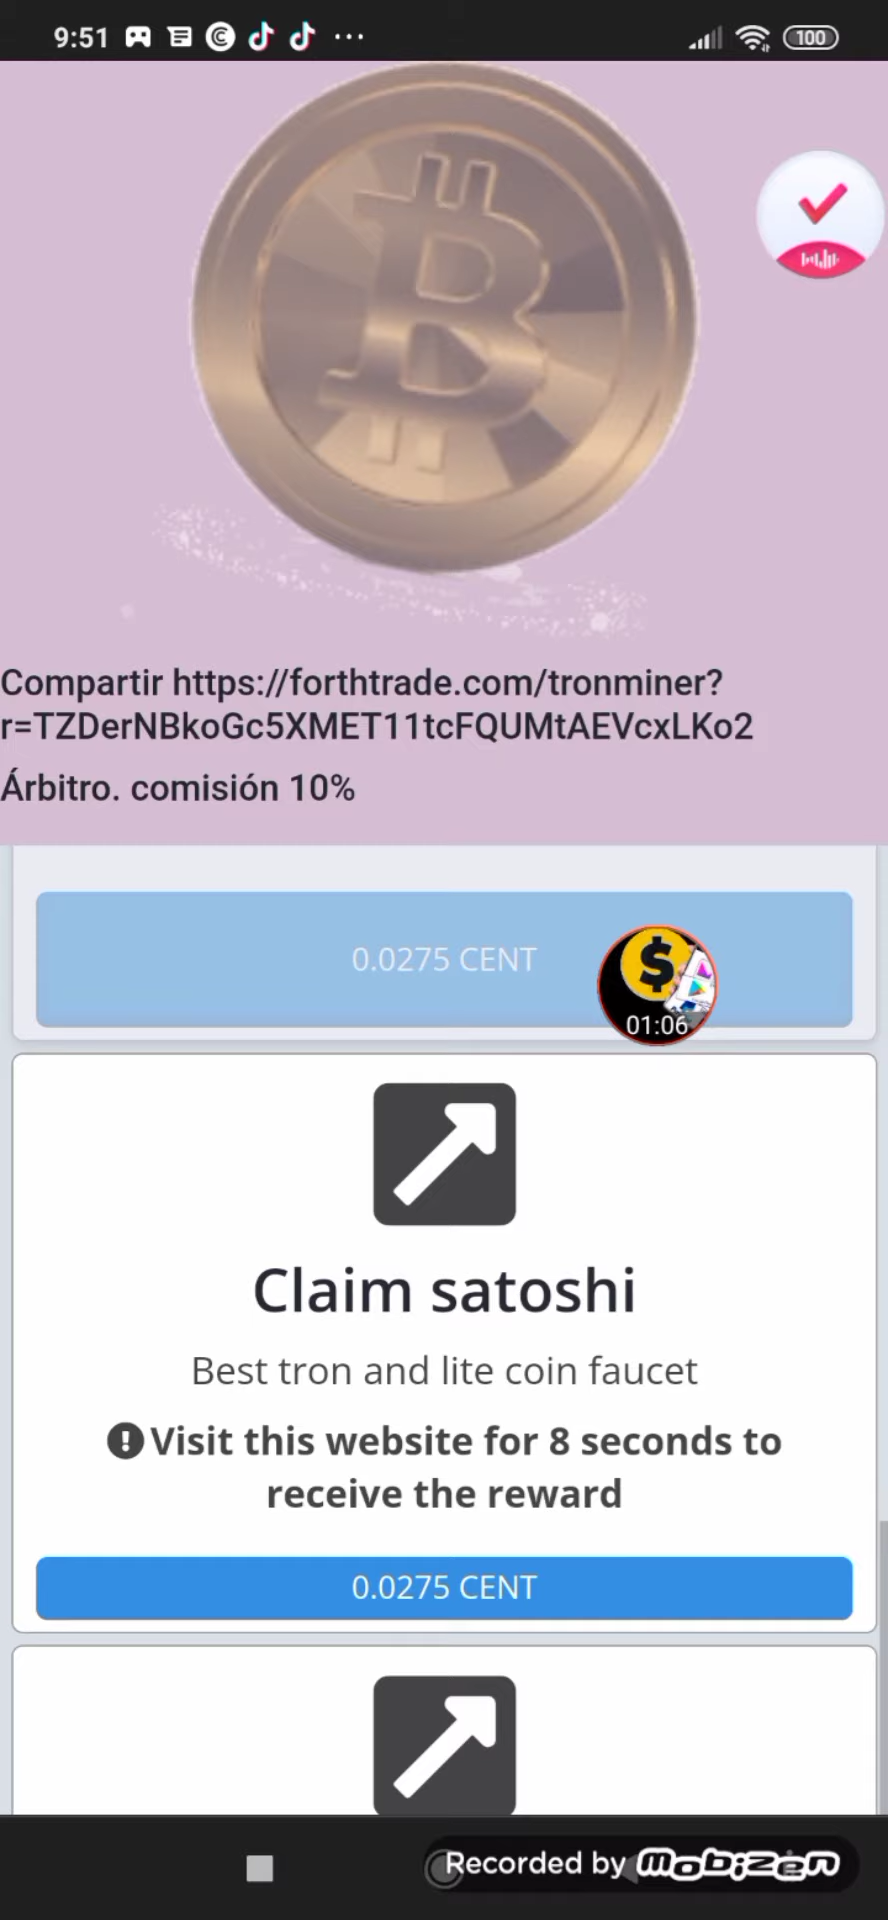 9:51
100
Compartir https://forthtrade.com/tronminer?
r=TZDerNBkoGc5XMET11tcFQUMtAEVcxLKo2
Árbitro. comisión 10%
0.0275 CENT
01:06
Claim satoshi
Best tron and lite coin faucet
Visit this website for 8 seconds to
receive the reward
0.0275 CENT
Recorded by mobizen